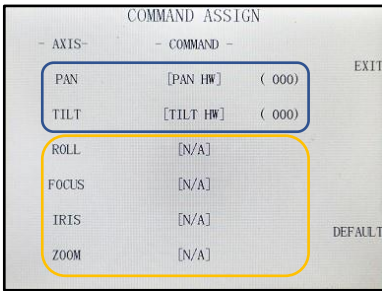 COMMAND ASSIGN
- AXIS- - COMMAND -
EXIT
PAN [PAN HW] ( 000)
TILT [TILT HW] ( 000)
ROLL [N/A]
FOCUS [N/A]
IRIS [N/A]
DEFAULT
ZOOM [N/A]